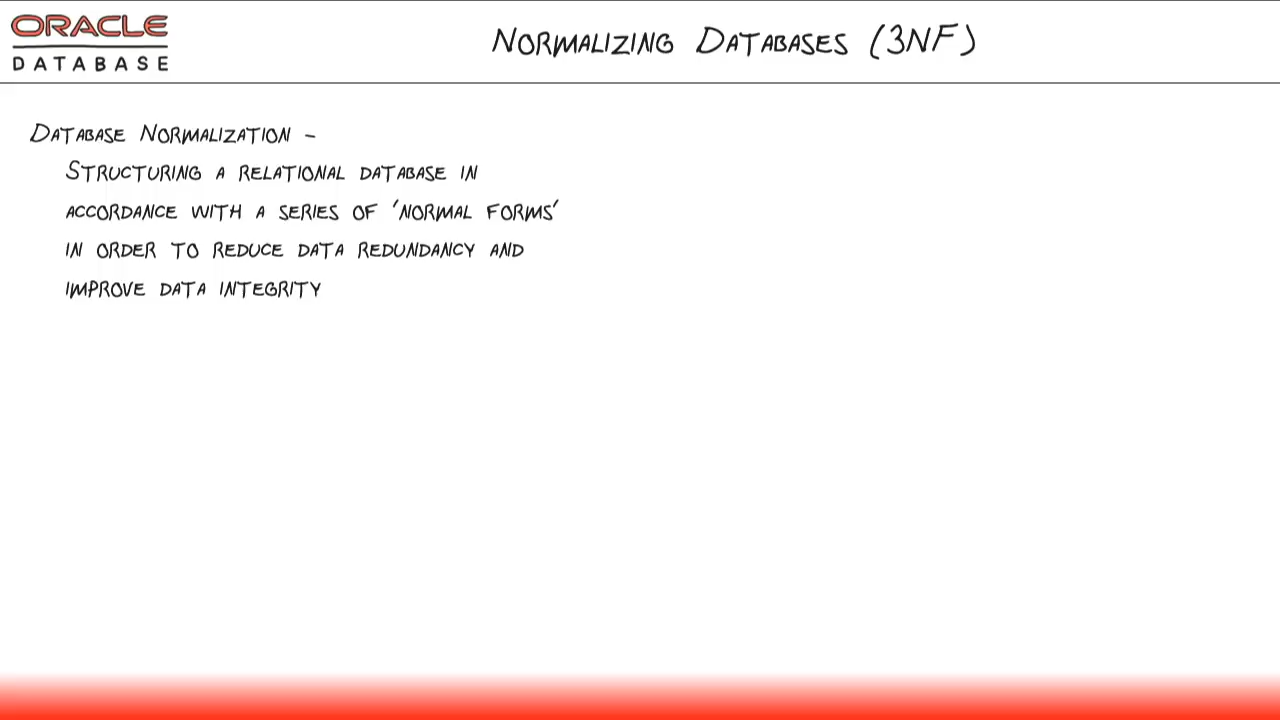 ORACLE
DATABASE
NORMALIZING DATABASES (3NF)
DATABASE NORMALIZATION -
STRUCTURING A RELATIONAL DATABASE IN
ACCORDANCE WITH A SERIES OF 'NORMAL FORMS'
IN ORDER TO REDUCE DATA REDUNDANCY AND
IMPROVE DATA INTEGRITY